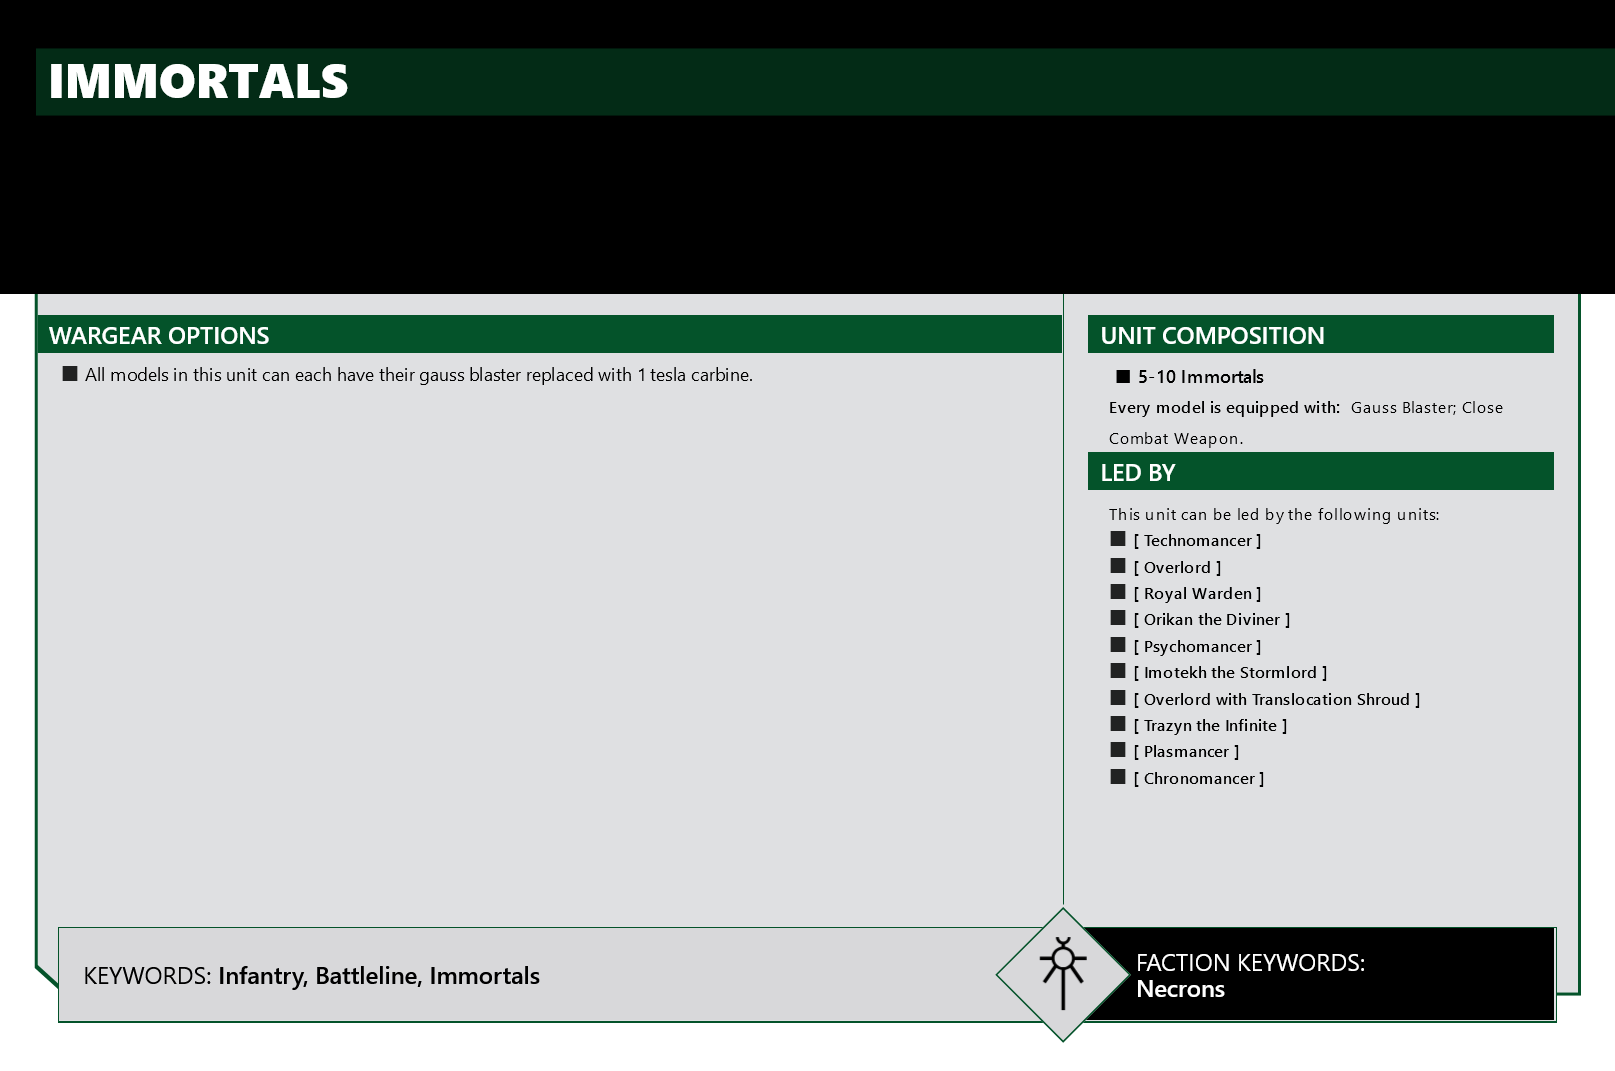 IMMORTALS
WARGEAR OPTIONS
■ All models in this unit can each have their gauss blaster replaced with 1 tesla carbine.
UNIT COMPOSITION
■ 5-10 Immortals
Every model is equipped with: Gauss Blaster; Close
Combat Weapon.
LED BY
This unit can be led by the following units:
■ [ Technomancer ]
■ [ Overlord ]
■ [ Royal Warden ]
■ [ Orikan the Diviner ]
■ [ Psychomancer ]
■ [ Imotekh the Stormlord ]
■ [ Overlord with Translocation Shroud ]
■ [ Trazyn the Infinite ]
■ [ Plasmancer ]
■ [ Chronomancer ]
KEYWORDS: Infantry, Battleline, Immortals
FACTION KEYWORDS:
Necrons